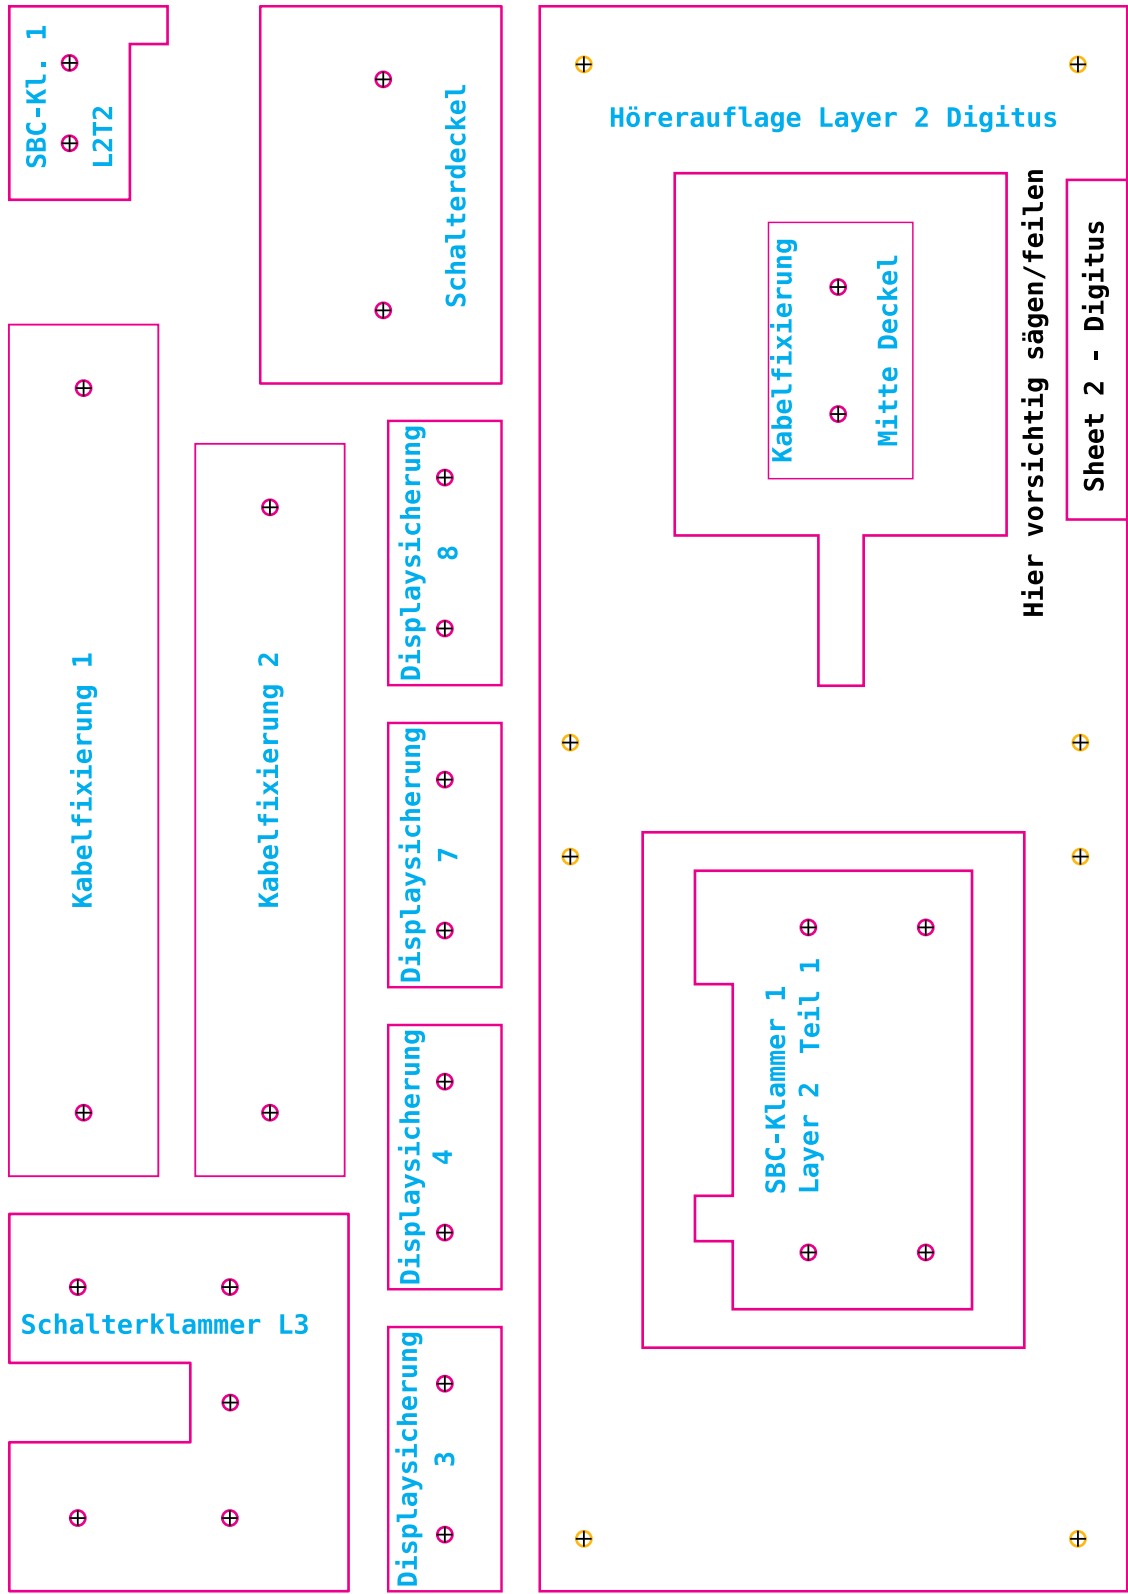 SBC-Kl. 1
L2T2
Schalterdeckel
Hörerauflage Layer 2 Digitus
Kabelfixierung
Mitte Deckel
Hier vorsichtig sägen/feilen
Sheet 2 - Digitus
Kabelfixierung 1
Kabelfixierung 2
Displaysicherung
8
Displaysicherung
7
Displaysicherung
4
Displaysicherung
3
SBC-Klammer 1
Layer 2 Teil 1
Schalterklammer L3